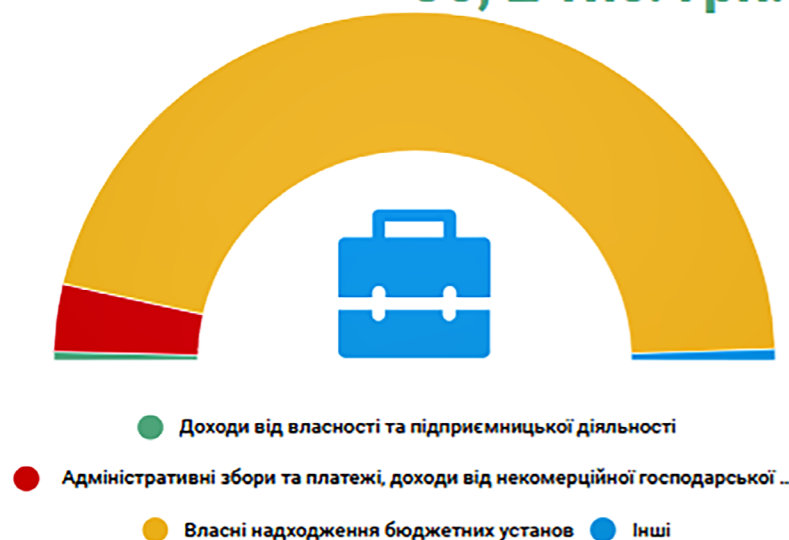 Доходи від власності та підприємницької діяльності
Адміністративні збори та платежі, доходи від некомерційної господарської ...
Власні надходження бюджетних установ Інші